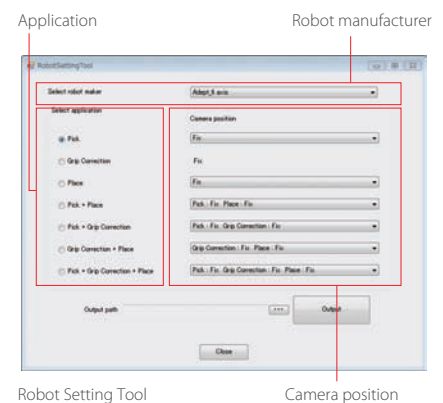 Application
Robot manufacturer
RobotSettingTool
Select robot maker
Adept_6 axis
Select application
Camera position
Pick
Fix
Grip Correction
Fix
Place
Fix
Pick + Place
Pick : Fix Place : Fix
Pick + Grip Correction
Pick : Fix Grip Correction : Fix
Grip Correction + Place
Grip Correction : Fix Place : Fix
Pick + Grip Correction + Place
Pick : Fix Grip Correction : Fix Place : Fix
Output path
...
Output
Close
Robot Setting Tool
Camera position